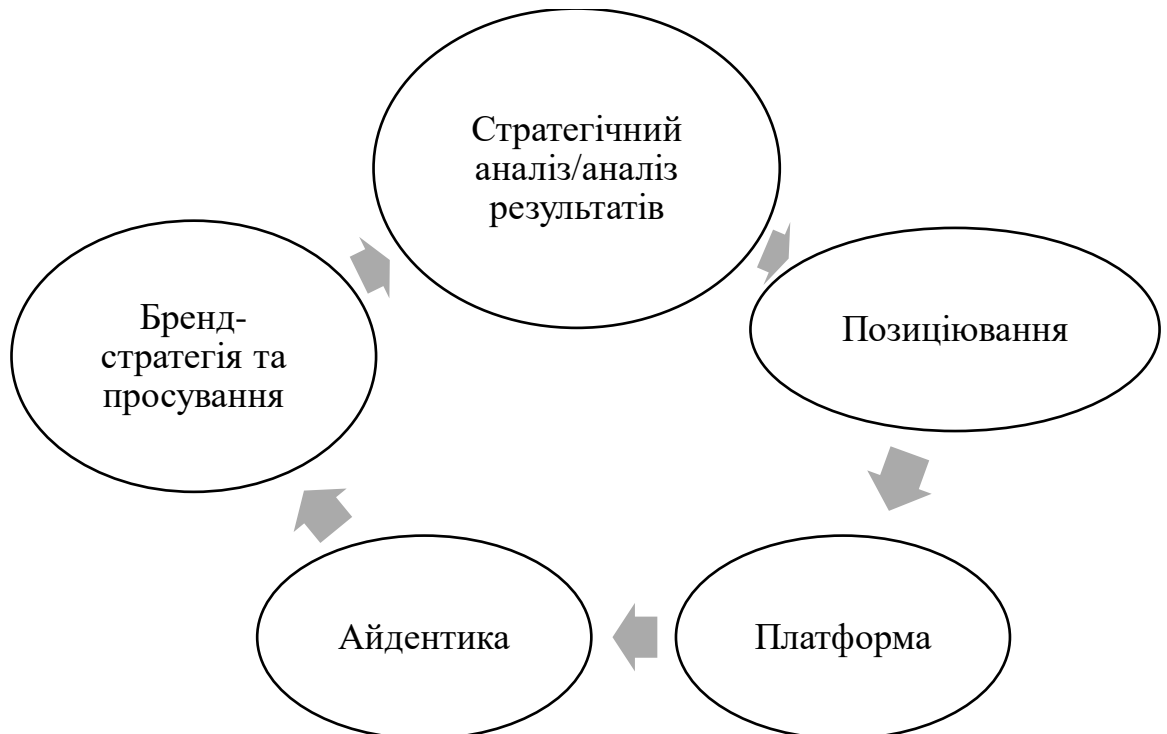 Стратегічний
аналіз/аналіз
результатів
Позиціювання
Платформа
Айдентика
Бренд-
стратегія та
просування